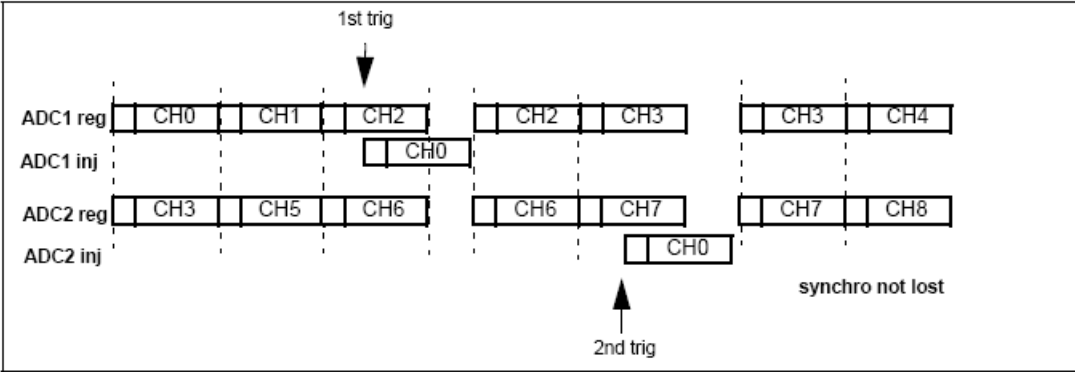 1st trig
ADC1 reg CH0 CH1 CH2 CH2 CH3 CH3 CH4
ADC1 inj CH0
ADC2 reg CH3 CH5 CH6 CH6 CH7 CH7 CH8
ADC2 inj CH0
synchro not lost
2nd trig